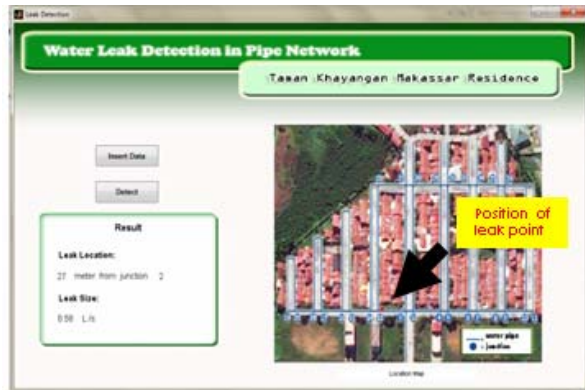 Leak Detection
Water Leak Detection in Pipe Network
Taman Khayangan Makassar Residence
Insert Data
Detect
Result
Leak Location:
27 meter from junction 2
Leak Size:
0.58 L/s
Position of
leak point
water pipe
junction
Location Map